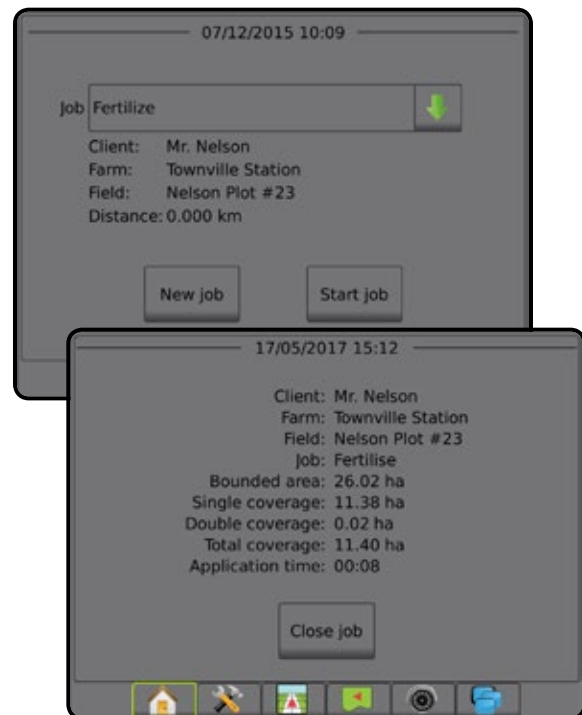 07/12/2015 10:09
Job Fertilize
Client: Mr. Nelson
Farm: Townville Station
Field: Nelson Plot #23
Distance: 0.000 km
New job Start job
17/05/2017 15:12
Client: Mr. Nelson
Farm: Townville Station
Field: Nelson Plot #23
Job: Fertilise
Bounded area: 26.02 ha
Single coverage: 11.38 ha
Double coverage: 0.02 ha
Total coverage: 11.40 ha
Application time: 00:08
Close job